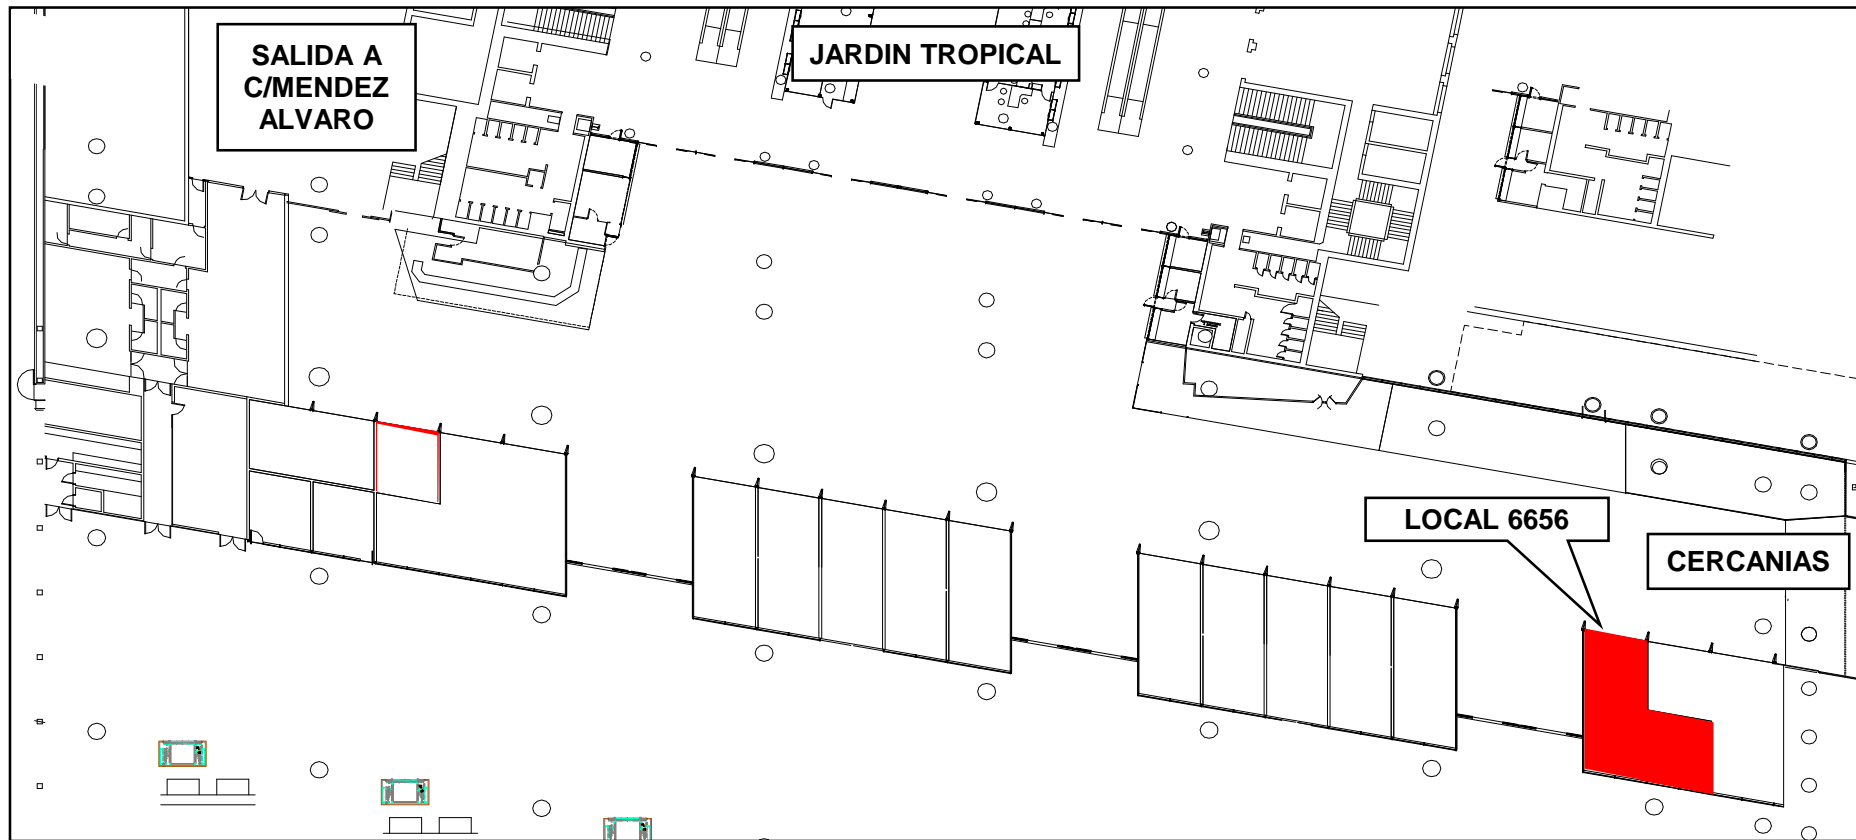 SALIDA A
C/MENDEZ
ALVARO
JARDIN TROPICAL
LOCAL 6656
CERCANIAS